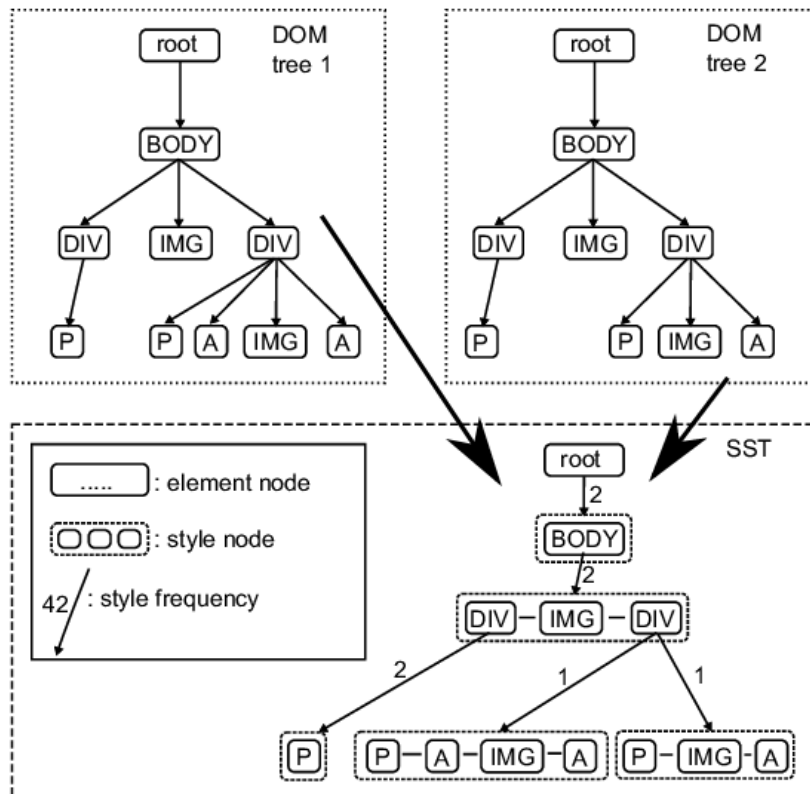 root
DOM
tree 1
BODY
DIV IMG DIV
P P A IMG A
root
DOM
tree 2
BODY
DIV IMG DIV
P P IMG A
SST
..... : element node
: style node
42 : style frequency
root
2
BODY
2
DIV IMG DIV
2 1 1
P P A IMG A P IMG A